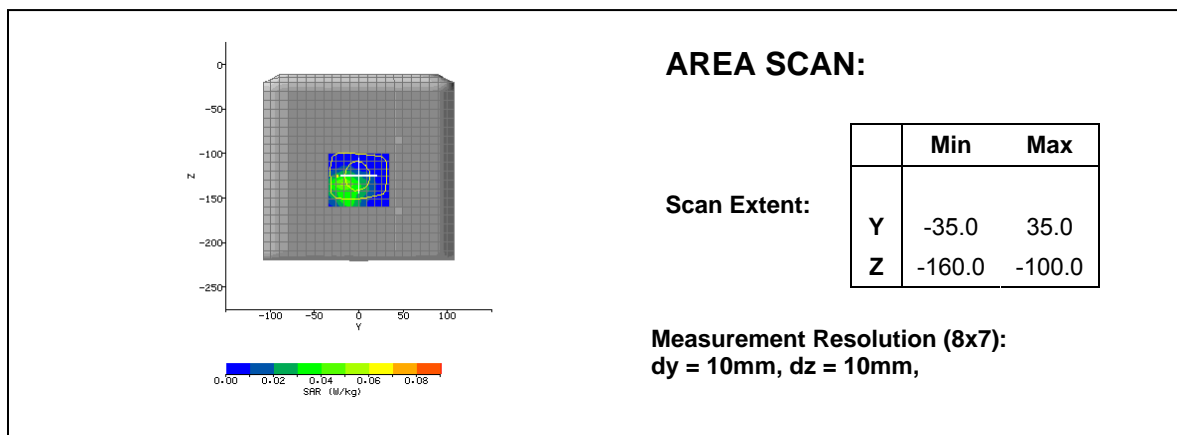 0
-50
-100
-150
-200
-250
Z
-100 -50 0 50 100
Y
0.00 0.02 0.04 0.06 0.08
SAR (W/kg)
AREA SCAN:
Min Max
Scan Extent:
Y -35.0 35.0
Z -160.0 -100.0
Measurement Resolution (8x7):
dy = 10mm, dz = 10mm,